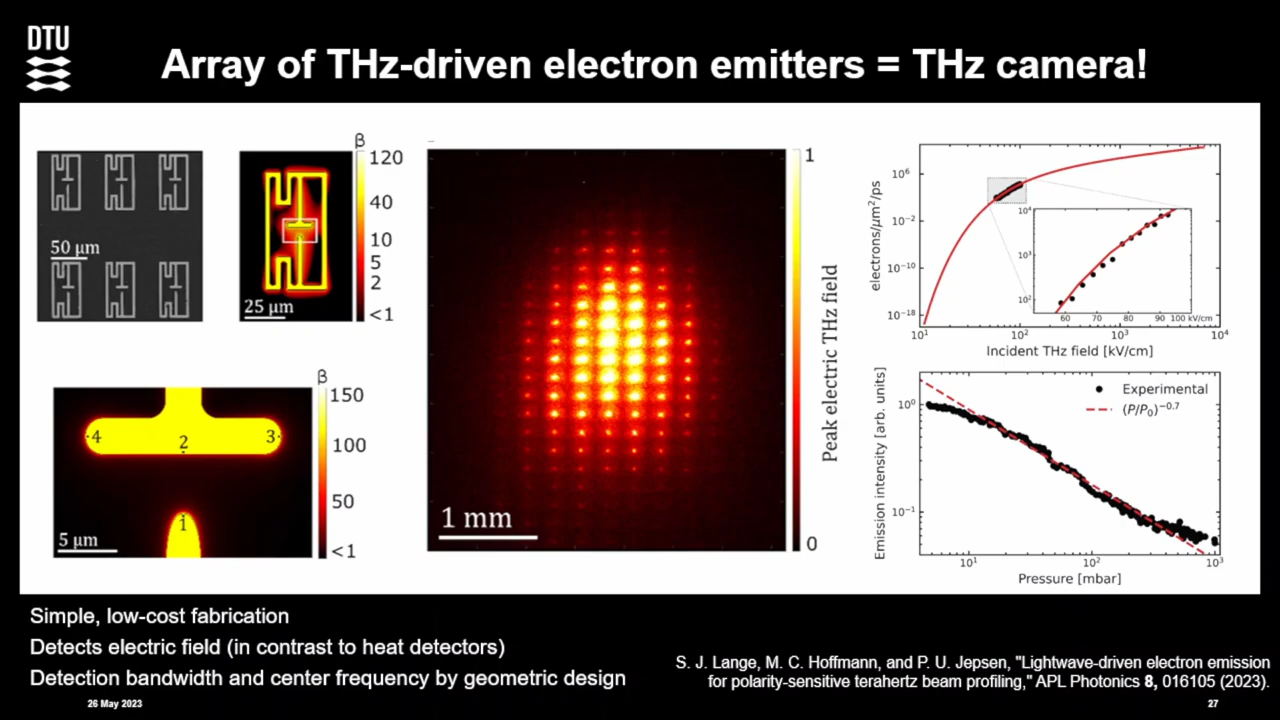 DTU
Array of THz-driven electron emitters = THz camera!
50 µm
β
120
40
10
5
2
<1
25 µm
β
150
100
50
<1
4
2
3
1
5 µm
1 mm
1
0
Peak electric THz field
electrons/µm²/ps
10⁶
10⁻²
10⁻¹⁰
10⁻¹⁸
10¹
10²
10³
10⁴
Incident THz field [kV/cm]
10⁴
10³
10²
60
70
80
90
100 kV/cm
Emission intensity [arb. units]
10⁰
10⁻¹
Experimental
(P/P₀)⁻⁰·⁷
10¹
10²
10³
Pressure [mbar]
Simple, low-cost fabrication
Detects electric field (in contrast to heat detectors)
Detection bandwidth and center frequency by geometric design
S. J. Lange, M. C. Hoffmann, and P. U. Jepsen, "Lightwave-driven electron emission
for polarity-sensitive terahertz beam profiling," APL Photonics 8, 016105 (2023).
26 May 2023
27